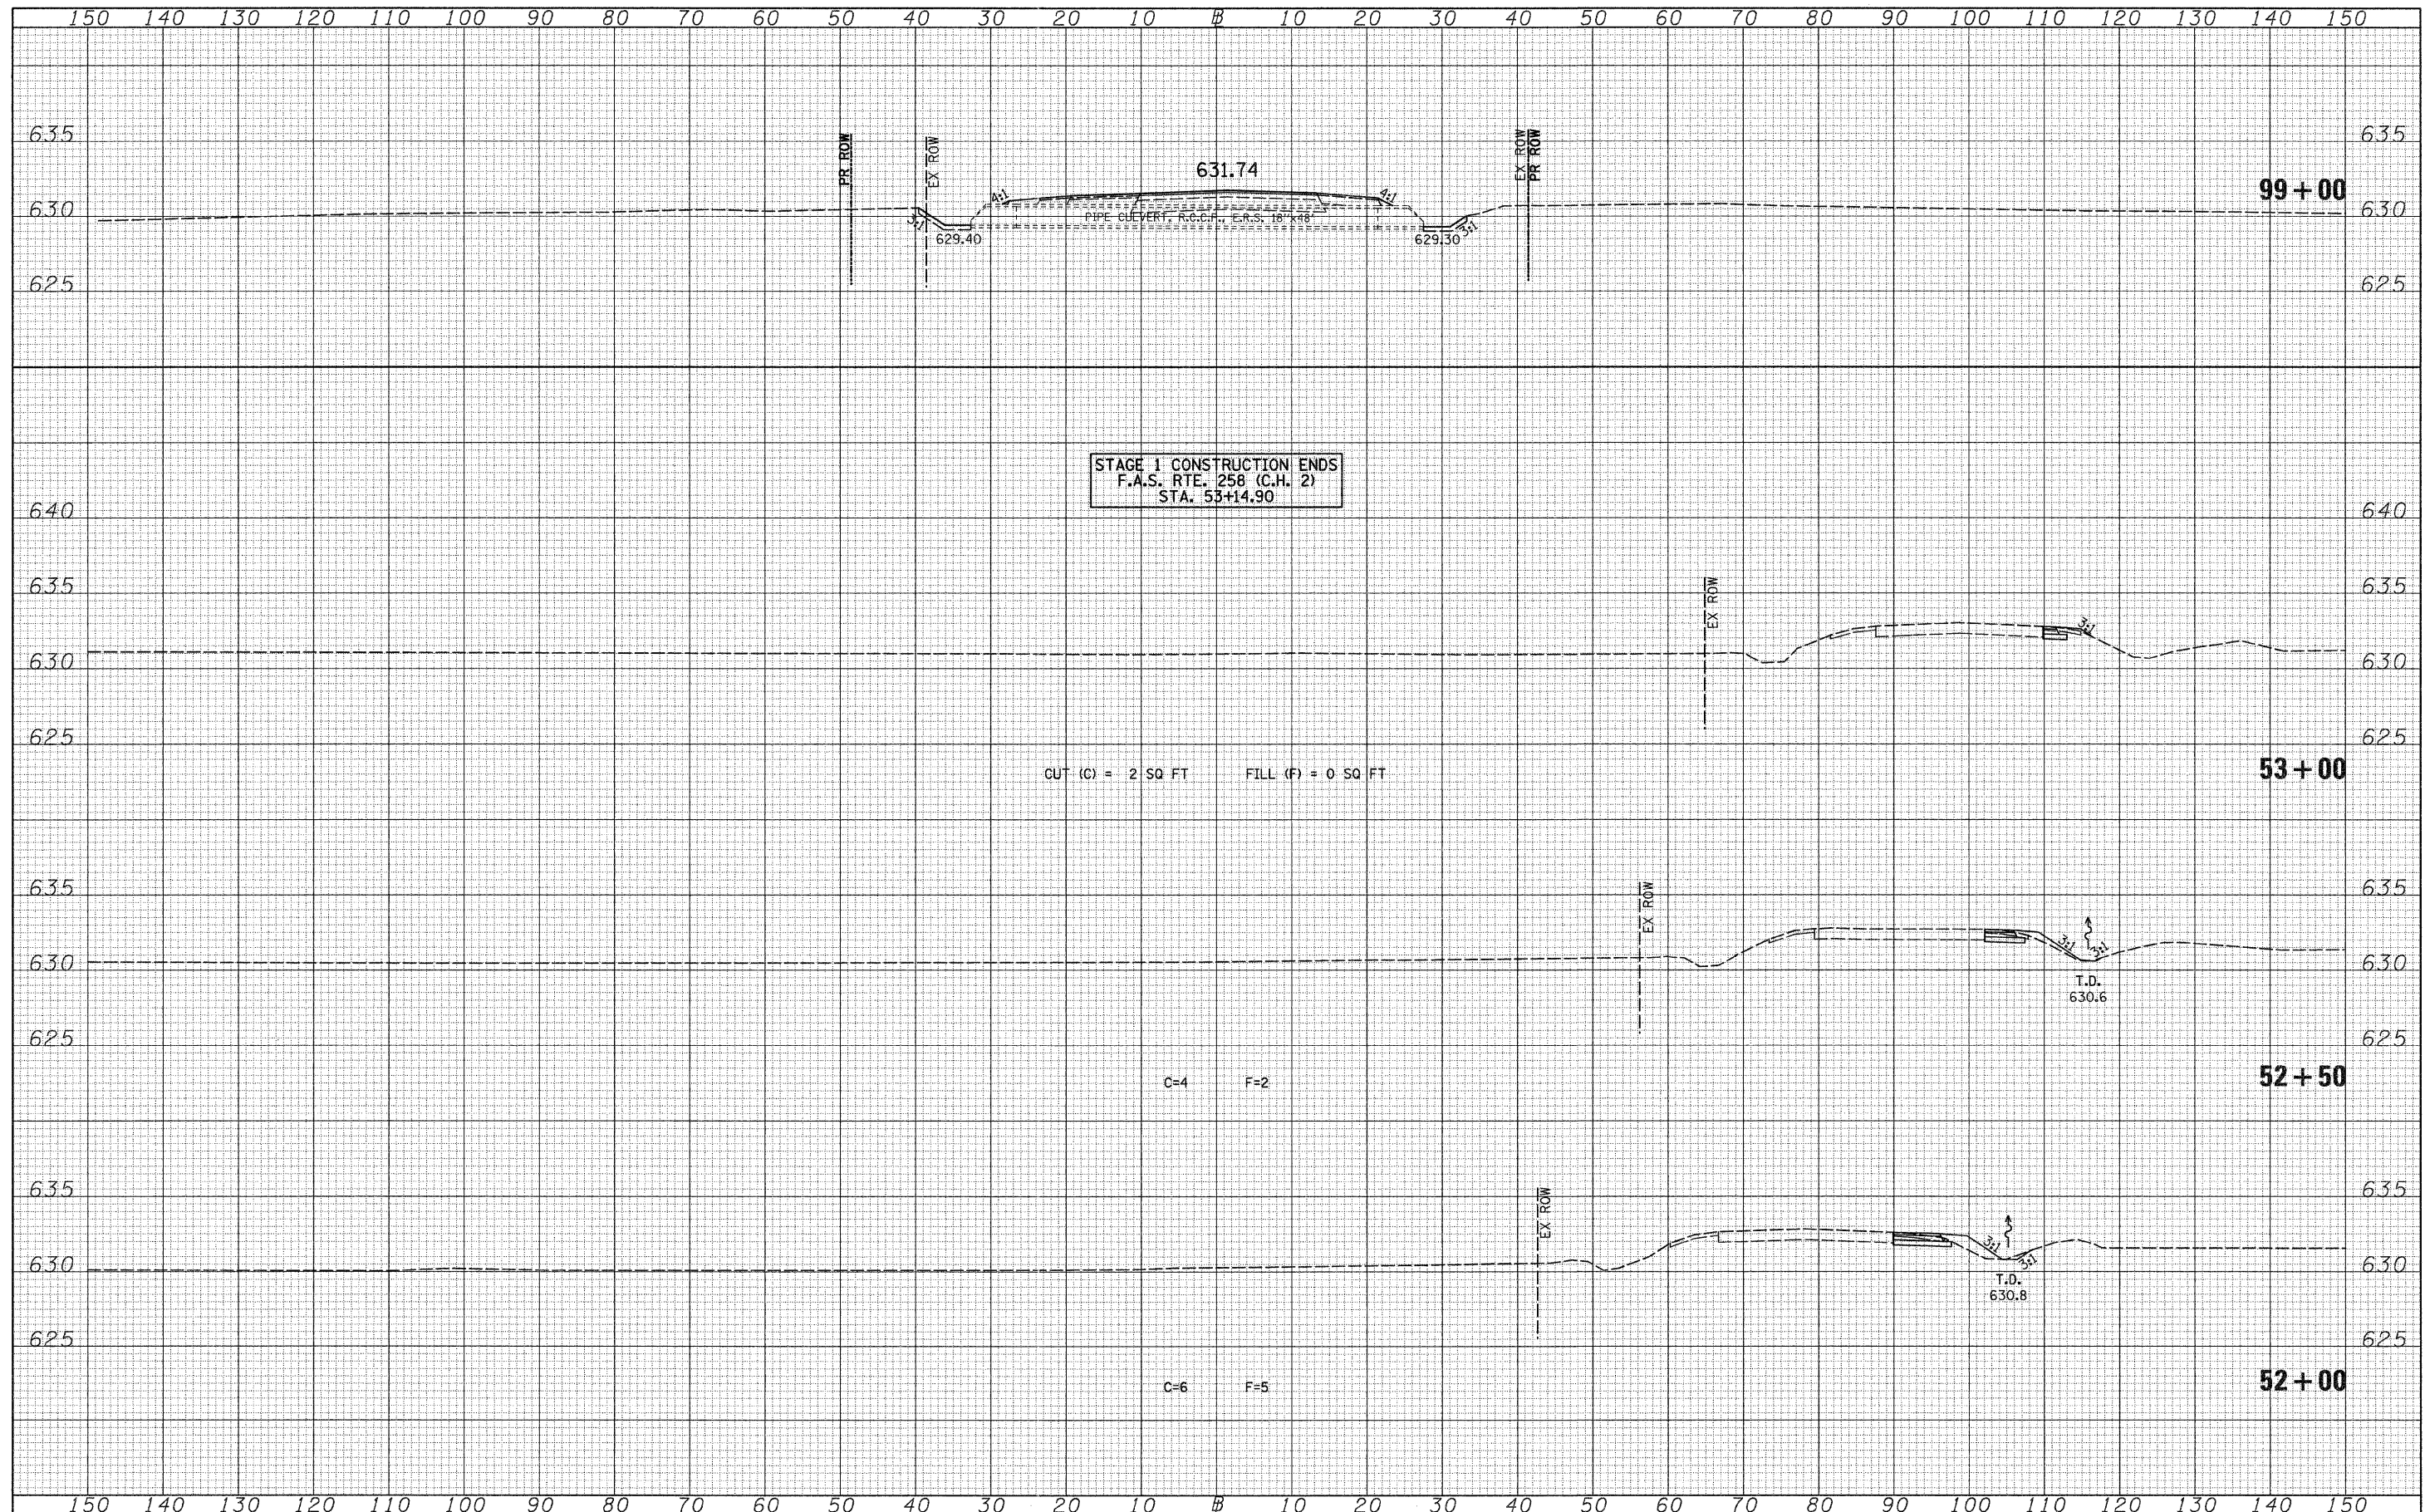 150 140 130 120 110 100 90 80 70 60 50 40 30 20 10 B 10 20 30 40 50 60 70 80 90 100 110 120 130 140 150
635 PR ROW EX ROW 631.74 EX ROW PR ROW 635
99+00
4:1 4:1
630 3:1 PIPE CULVERT, R.C.C.P., E.R.S. 18"x48' 3:1 630
629.40 629.30
625 625
STAGE 1 CONSTRUCTION ENDS
F.A.S. RTE. 258 (C.H. 2)
STA. 53+14.90
640 640
635 EX ROW 635
3:1
630 630
625 625
CUT (C) = 2 SQ FT FILL (F) = 0 SQ FT 53+00
635 EX ROW 635
3:1 3:1
630 630
T.D.
630.6
625 625
C=4 F=2 52+50
635 EX ROW 635
3:1 3:1
630 630
T.D.
630.8
625 625
C=6 F=5 52+00
150 140 130 120 110 100 90 80 70 60 50 40 30 20 10 B 10 20 30 40 50 60 70 80 90 100 110 120 130 140 150